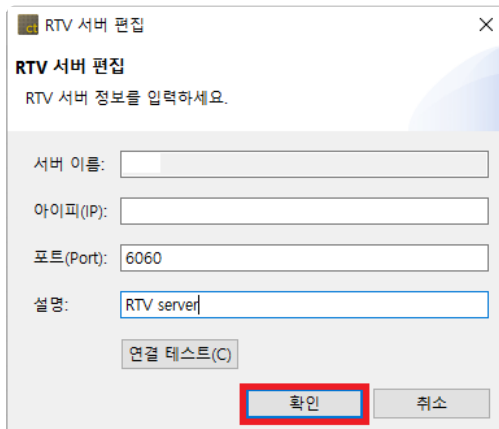 ct RTV 서버 편집
RTV 서버 편집
RTV 서버 정보를 입력하세요.
서버 이름:
아이피(IP):
포트(Port): 6060
설명: RTV server
연결 테스트(C)
확인 취소